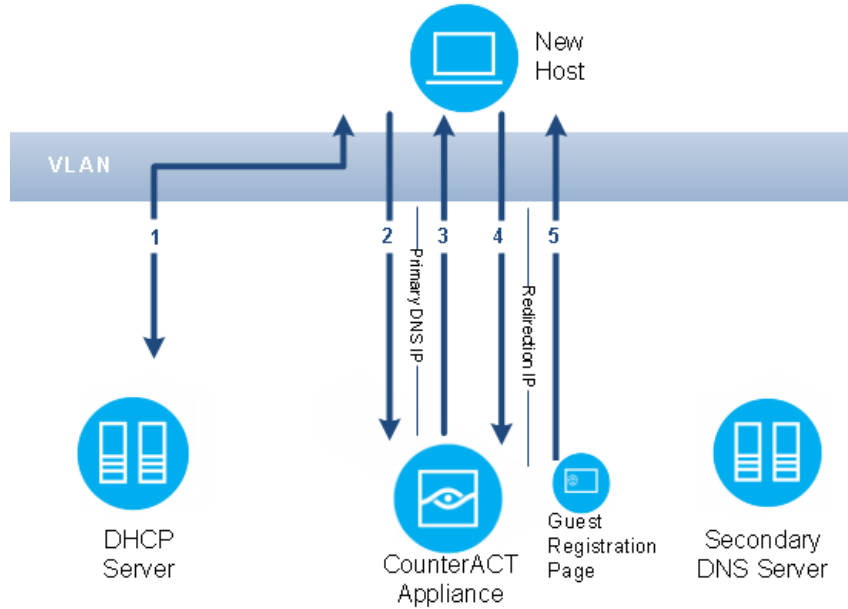 New
Host
VLAN
1
2
Primary DNS IP
3
4
Redirection IP
5
DHCP
Server
CounterACT
Appliance
Guest
Registration
Page
Secondary
DNS Server